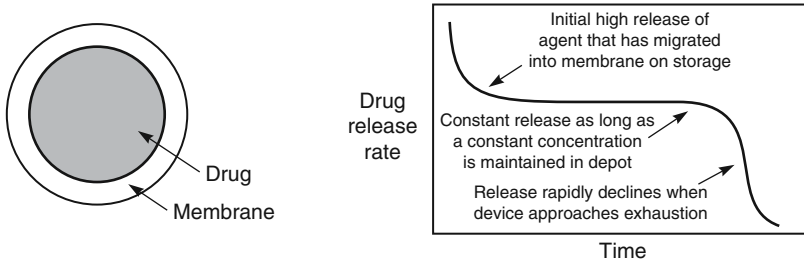 Drug
Membrane
Drug
release
rate
Initial high release of
agent that has migrated
into membrane on storage
Constant release as long as
a constant concentration
is maintained in depot
Release rapidly declines when
device approaches exhaustion
Time